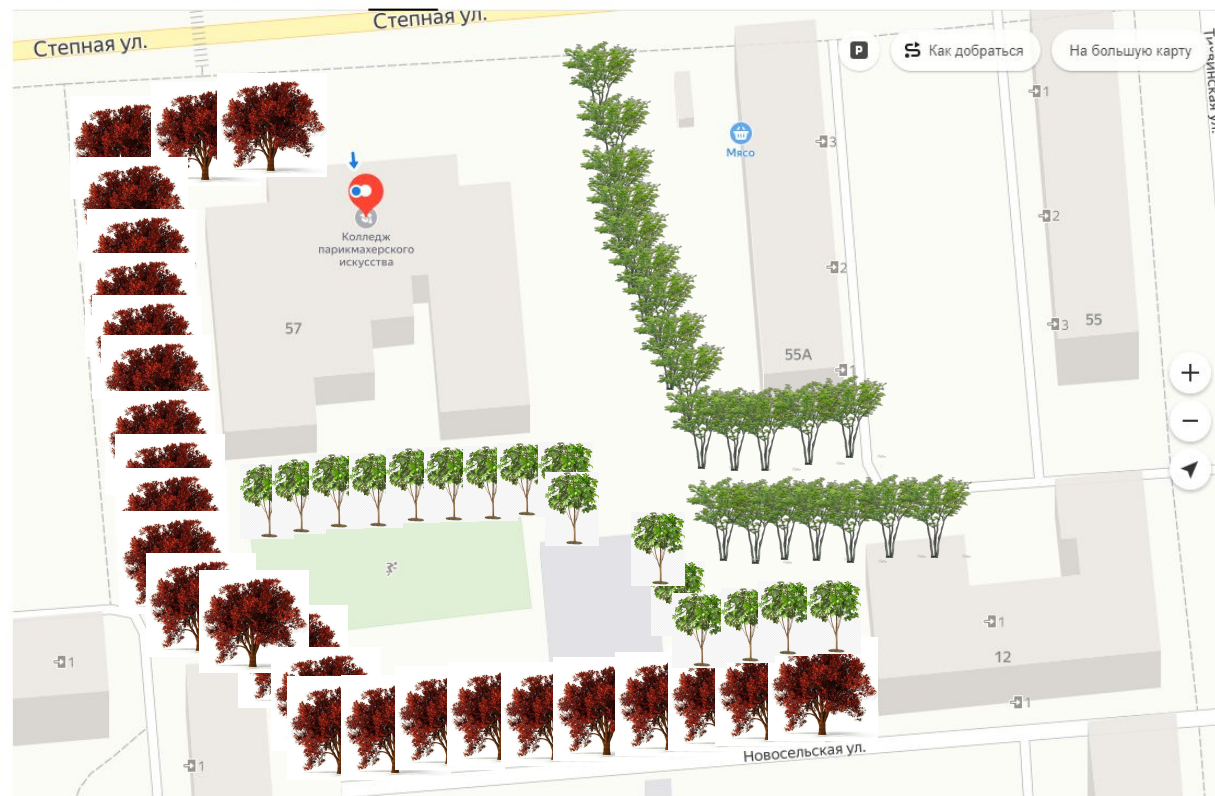 Степная ул.
Степная ул.
P
Как добраться
На большую карту
1
3
Мясо
2
Колледж
парикмахерского
искусства
2
57
3
55
55А
1
1
1
12
1
1
Новосельская ул.